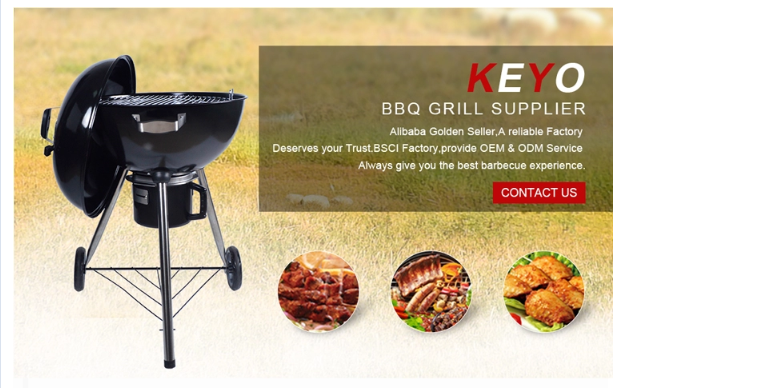 KEYO
BBQ GRILL SUPPLIER
Alibaba Golden Seller,A reliable Factory
Deserves your Trust,BSCI Factory,provide OEM & ODM Service
Always give you the best barbecue experience.
CONTACT US